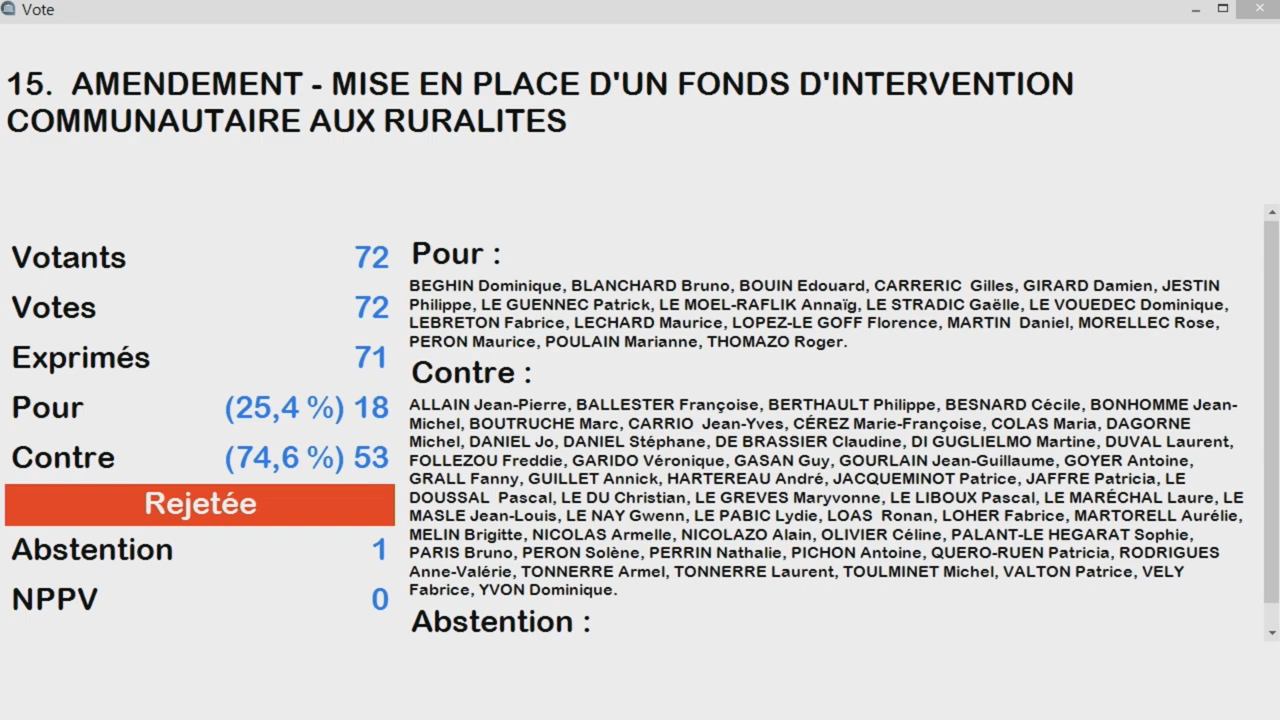 Vote
15. AMENDEMENT - MISE EN PLACE D'UN FONDS D'INTERVENTION
COMMUNAUTAIRE AUX RURALITES
Votants 72
Votes 72
Exprimés 71
Pour (25,4 %) 18
Contre (74,6 %) 53
Rejetée
Abstention 1
NPPV 0
Pour :
BEGHIN Dominique, BLANCHARD Bruno, BOUIN Edouard, CARRERIC Gilles, GIRARD Damien, JESTIN
Philippe, LE GUENNEC Patrick, LE MOEL-RAFLIK Annaïg, LE STRADIC Gaëlle, LE VOUEDEC Dominique,
LEBRETON Fabrice, LECHARD Maurice, LOPEZ-LE GOFF Florence, MARTIN Daniel, MORELLEC Rose,
PERON Maurice, POULAIN Marianne, THOMAZO Roger.
Contre :
ALLAIN Jean-Pierre, BALLESTER Françoise, BERTHAULT Philippe, BESNARD Cécile, BONHOMME Jean-
Michel, BOUTRUCHE Marc, CARRIO Jean-Yves, CÉREZ Marie-Françoise, COLAS Maria, DAGORNE
Michel, DANIEL Jo, DANIEL Stéphane, DE BRASSIER Claudine, DI GUGLIELMO Martine, DUVAL Laurent,
FOLLEZOU Freddie, GARIDO Véronique, GASAN Guy, GOURLAIN Jean-Guillaume, GOYER Antoine,
GRALL Fanny, GUILLET Annick, HARTEREAU André, JACQUEMINOT Patrice, JAFFRE Patricia, LE
DOUSSAL Pascal, LE DU Christian, LE GREVES Maryvonne, LE LIBOUX Pascal, LE MARÉCHAL Laure, LE
MASLE Jean-Louis, LE NAY Gwenn, LE PABIC Lydie, LOAS Ronan, LOHER Fabrice, MARTORELL Aurélie,
MELIN Brigitte, NICOLAS Armelle, NICOLAZO Alain, OLIVIER Céline, PALANT-LE HEGARAT Sophie,
PARIS Bruno, PERON Solène, PERRIN Nathalie, PICHON Antoine, QUERO-RUEN Patricia, RODRIGUES
Anne-Valérie, TONNERRE Armel, TONNERRE Laurent, TOULMINET Michel, VALTON Patrice, VELY
Fabrice, YVON Dominique.
Abstention :